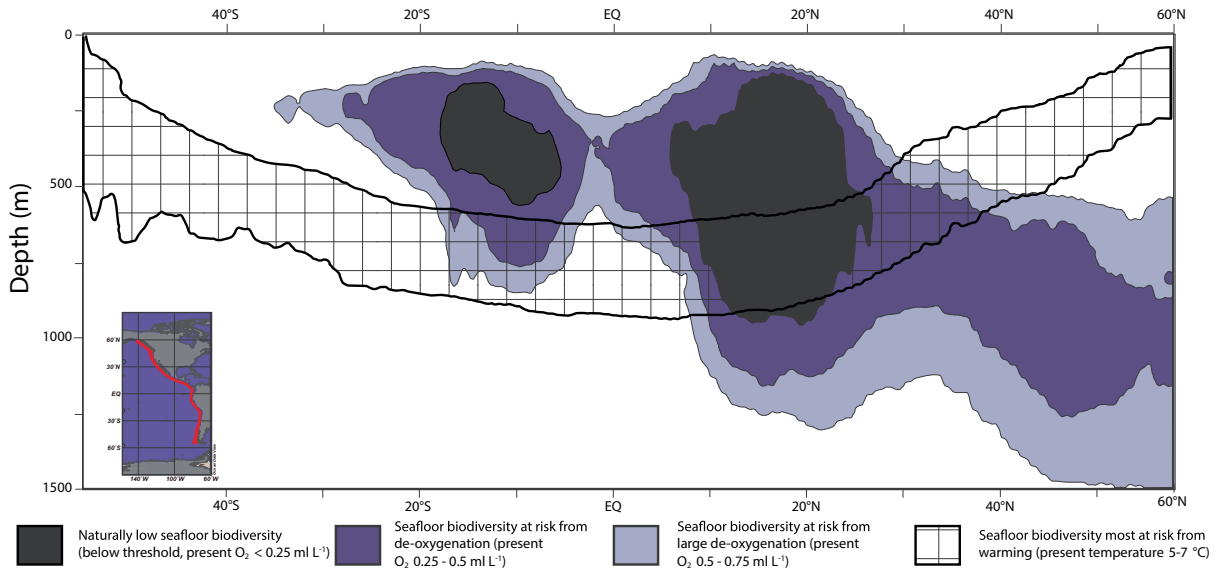 40°S 20°S EQ 20°N 40°N 60°N
0
500
1000
1500
Depth (m)
60°N
30°N
EQ
30°S
60°S
140°W 100°W 60°W
40°S 20°S EQ 20°N 40°N 60°N
Naturally low seafloor biodiversity
(below threshold, present O₂ < 0.25 ml L⁻¹)
Seafloor biodiversity at risk from
de-oxygenation (present
O₂ 0.25 - 0.5 ml L⁻¹)
Seafloor biodiversity at risk from
large de-oxygenation (present
O₂ 0.5 - 0.75 ml L⁻¹)
Seafloor biodiversity most at risk from
warming (present temperature 5-7 °C)